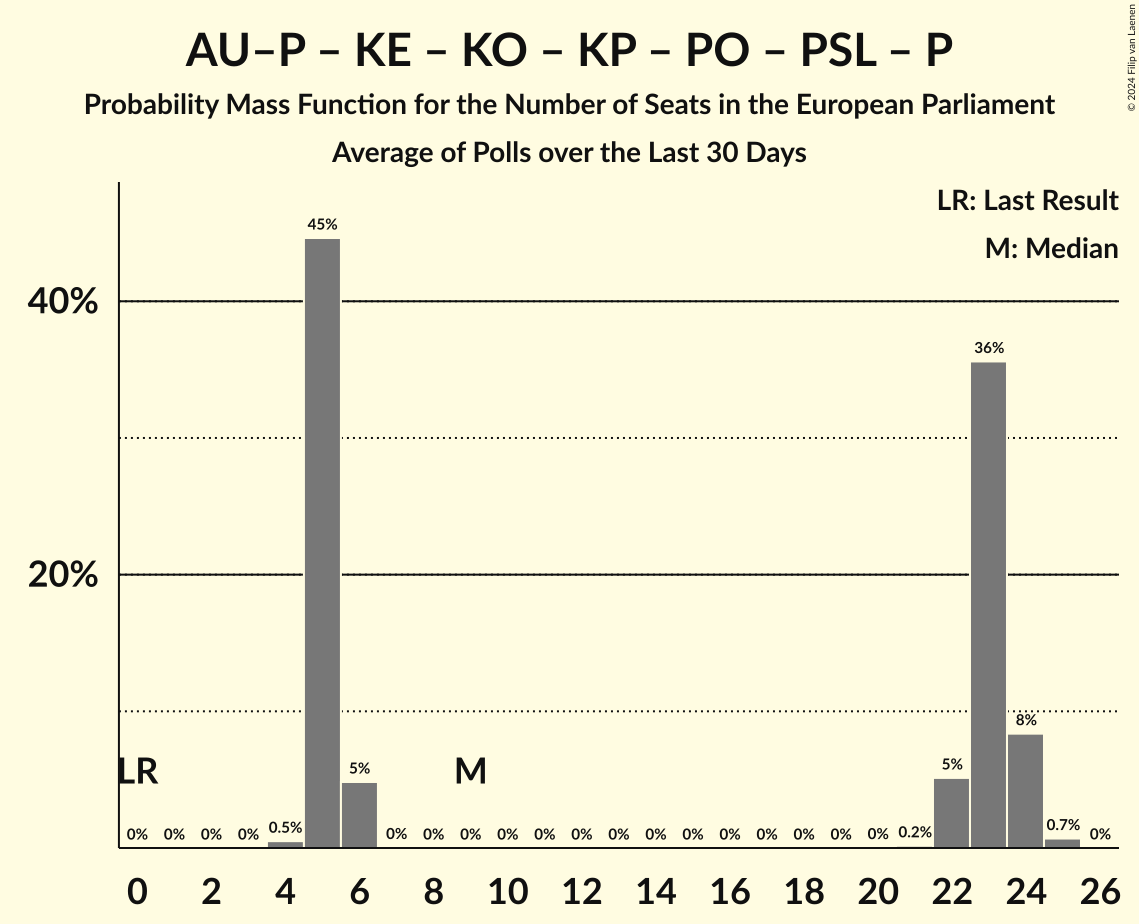 AU–P – KE – KO – KP – PO – PSL – P
Probability Mass Function for the Number of Seats in the European Parliament
Average of Polls over the Last 30 Days
© 2024 Filip van Laenen
LR: Last Result
M: Median
45%
40%
36%
20%
8%
LR
5%
M
5%
0% 0% 0% 0% 0.5% 0% 0% 0% 0% 0% 0% 0% 0% 0% 0% 0% 0% 0% 0% 0.2% 0.7% 0%
0 2 4 6 8 10 12 14 16 18 20 22 24 26